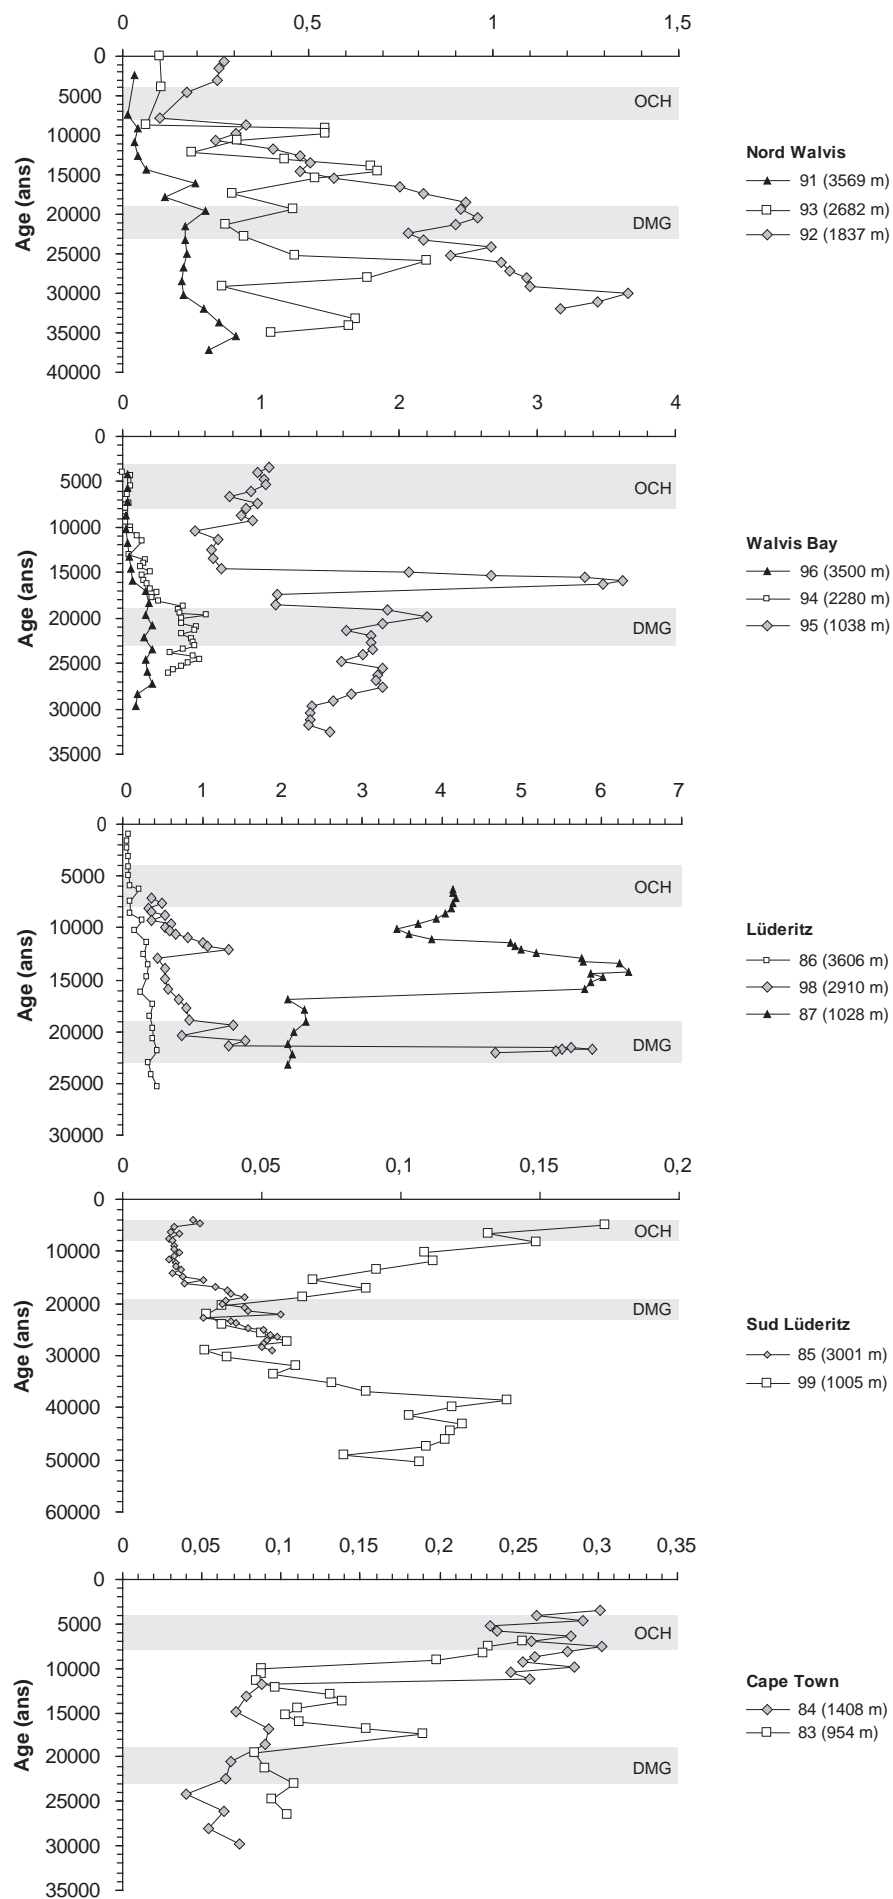 0 0,5 1 1,5
0
5000
10000
15000
20000
25000
30000
35000
40000
Age (ans)
OCH
DMG
Nord Walvis
91 (3569 m)
93 (2682 m)
92 (1837 m)
0 1 2 3 4
0
5000
10000
15000
20000
25000
30000
35000
Age (ans)
OCH
DMG
Walvis Bay
96 (3500 m)
94 (2280 m)
95 (1038 m)
0 1 2 3 4 5 6 7
0
5000
10000
15000
20000
25000
30000
Age (ans)
OCH
DMG
Lüderitz
86 (3606 m)
98 (2910 m)
87 (1028 m)
0 0,05 0,1 0,15 0,2
0
10000
20000
30000
40000
50000
60000
Age (ans)
OCH
DMG
Sud Lüderitz
85 (3001 m)
99 (1005 m)
0 0,05 0,1 0,15 0,2 0,25 0,3 0,35
0
5000
10000
15000
20000
25000
30000
35000
Age (ans)
OCH
DMG
Cape Town
84 (1408 m)
83 (954 m)